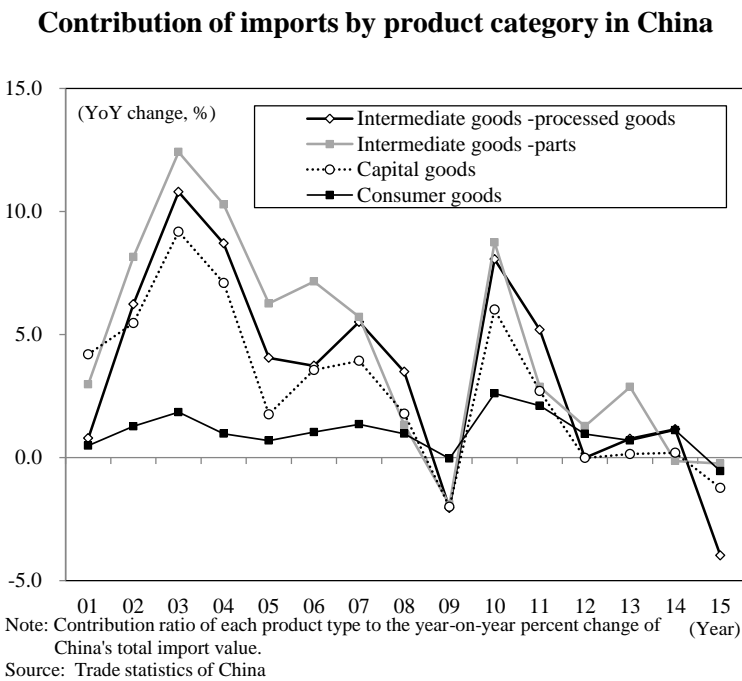 Contribution of imports by product category in China
15.0
(YoY change, %)
Intermediate goods -processed goods
Intermediate goods -parts
Capital goods
Consumer goods
10.0
5.0
0.0
-5.0
01 02 03 04 05 06 07 08 09 10 11 12 13 14 15
(Year)
Note: Contribution ratio of each product type to the year-on-year percent change of
China's total import value.
Source: Trade statistics of China